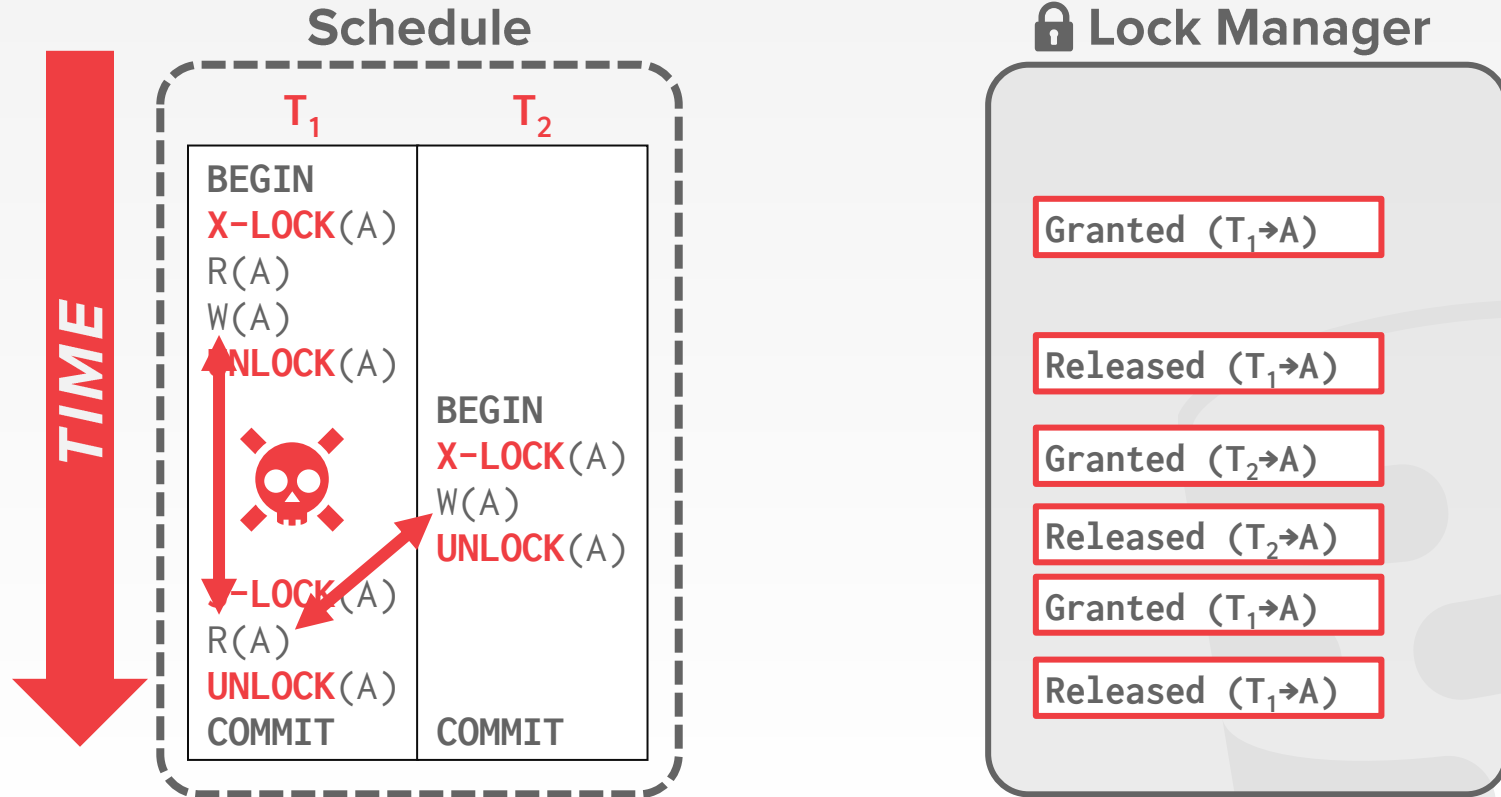 Schedule
Lock Manager
TIME
T1
T2
BEGIN
X-LOCK(A)
R(A)
W(A)
UNLOCK(A)
S-LOCK(A)
R(A)
UNLOCK(A)
COMMIT
BEGIN
X-LOCK(A)
W(A)
UNLOCK(A)
COMMIT
Granted (T1→A)
Released (T1→A)
Granted (T2→A)
Released (T2→A)
Granted (T1→A)
Released (T1→A)